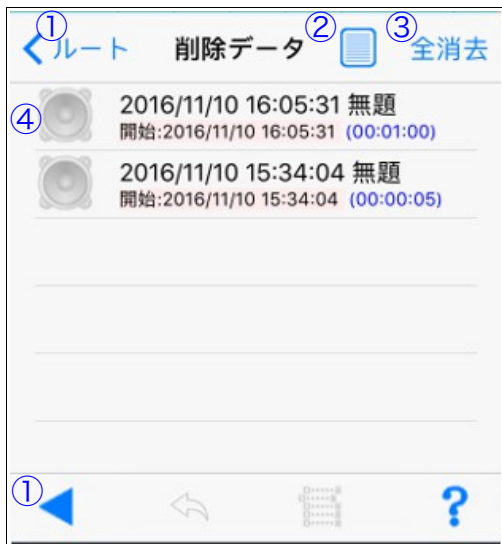 ① ② ③
ルート 削除データ 全消去
④ 2016/11/10 16:05:31 無題
開始:2016/11/10 16:05:31 (00:01:00)
2016/11/10 15:34:04 無題
開始:2016/11/10 15:34:04 (00:00:05)
① ?